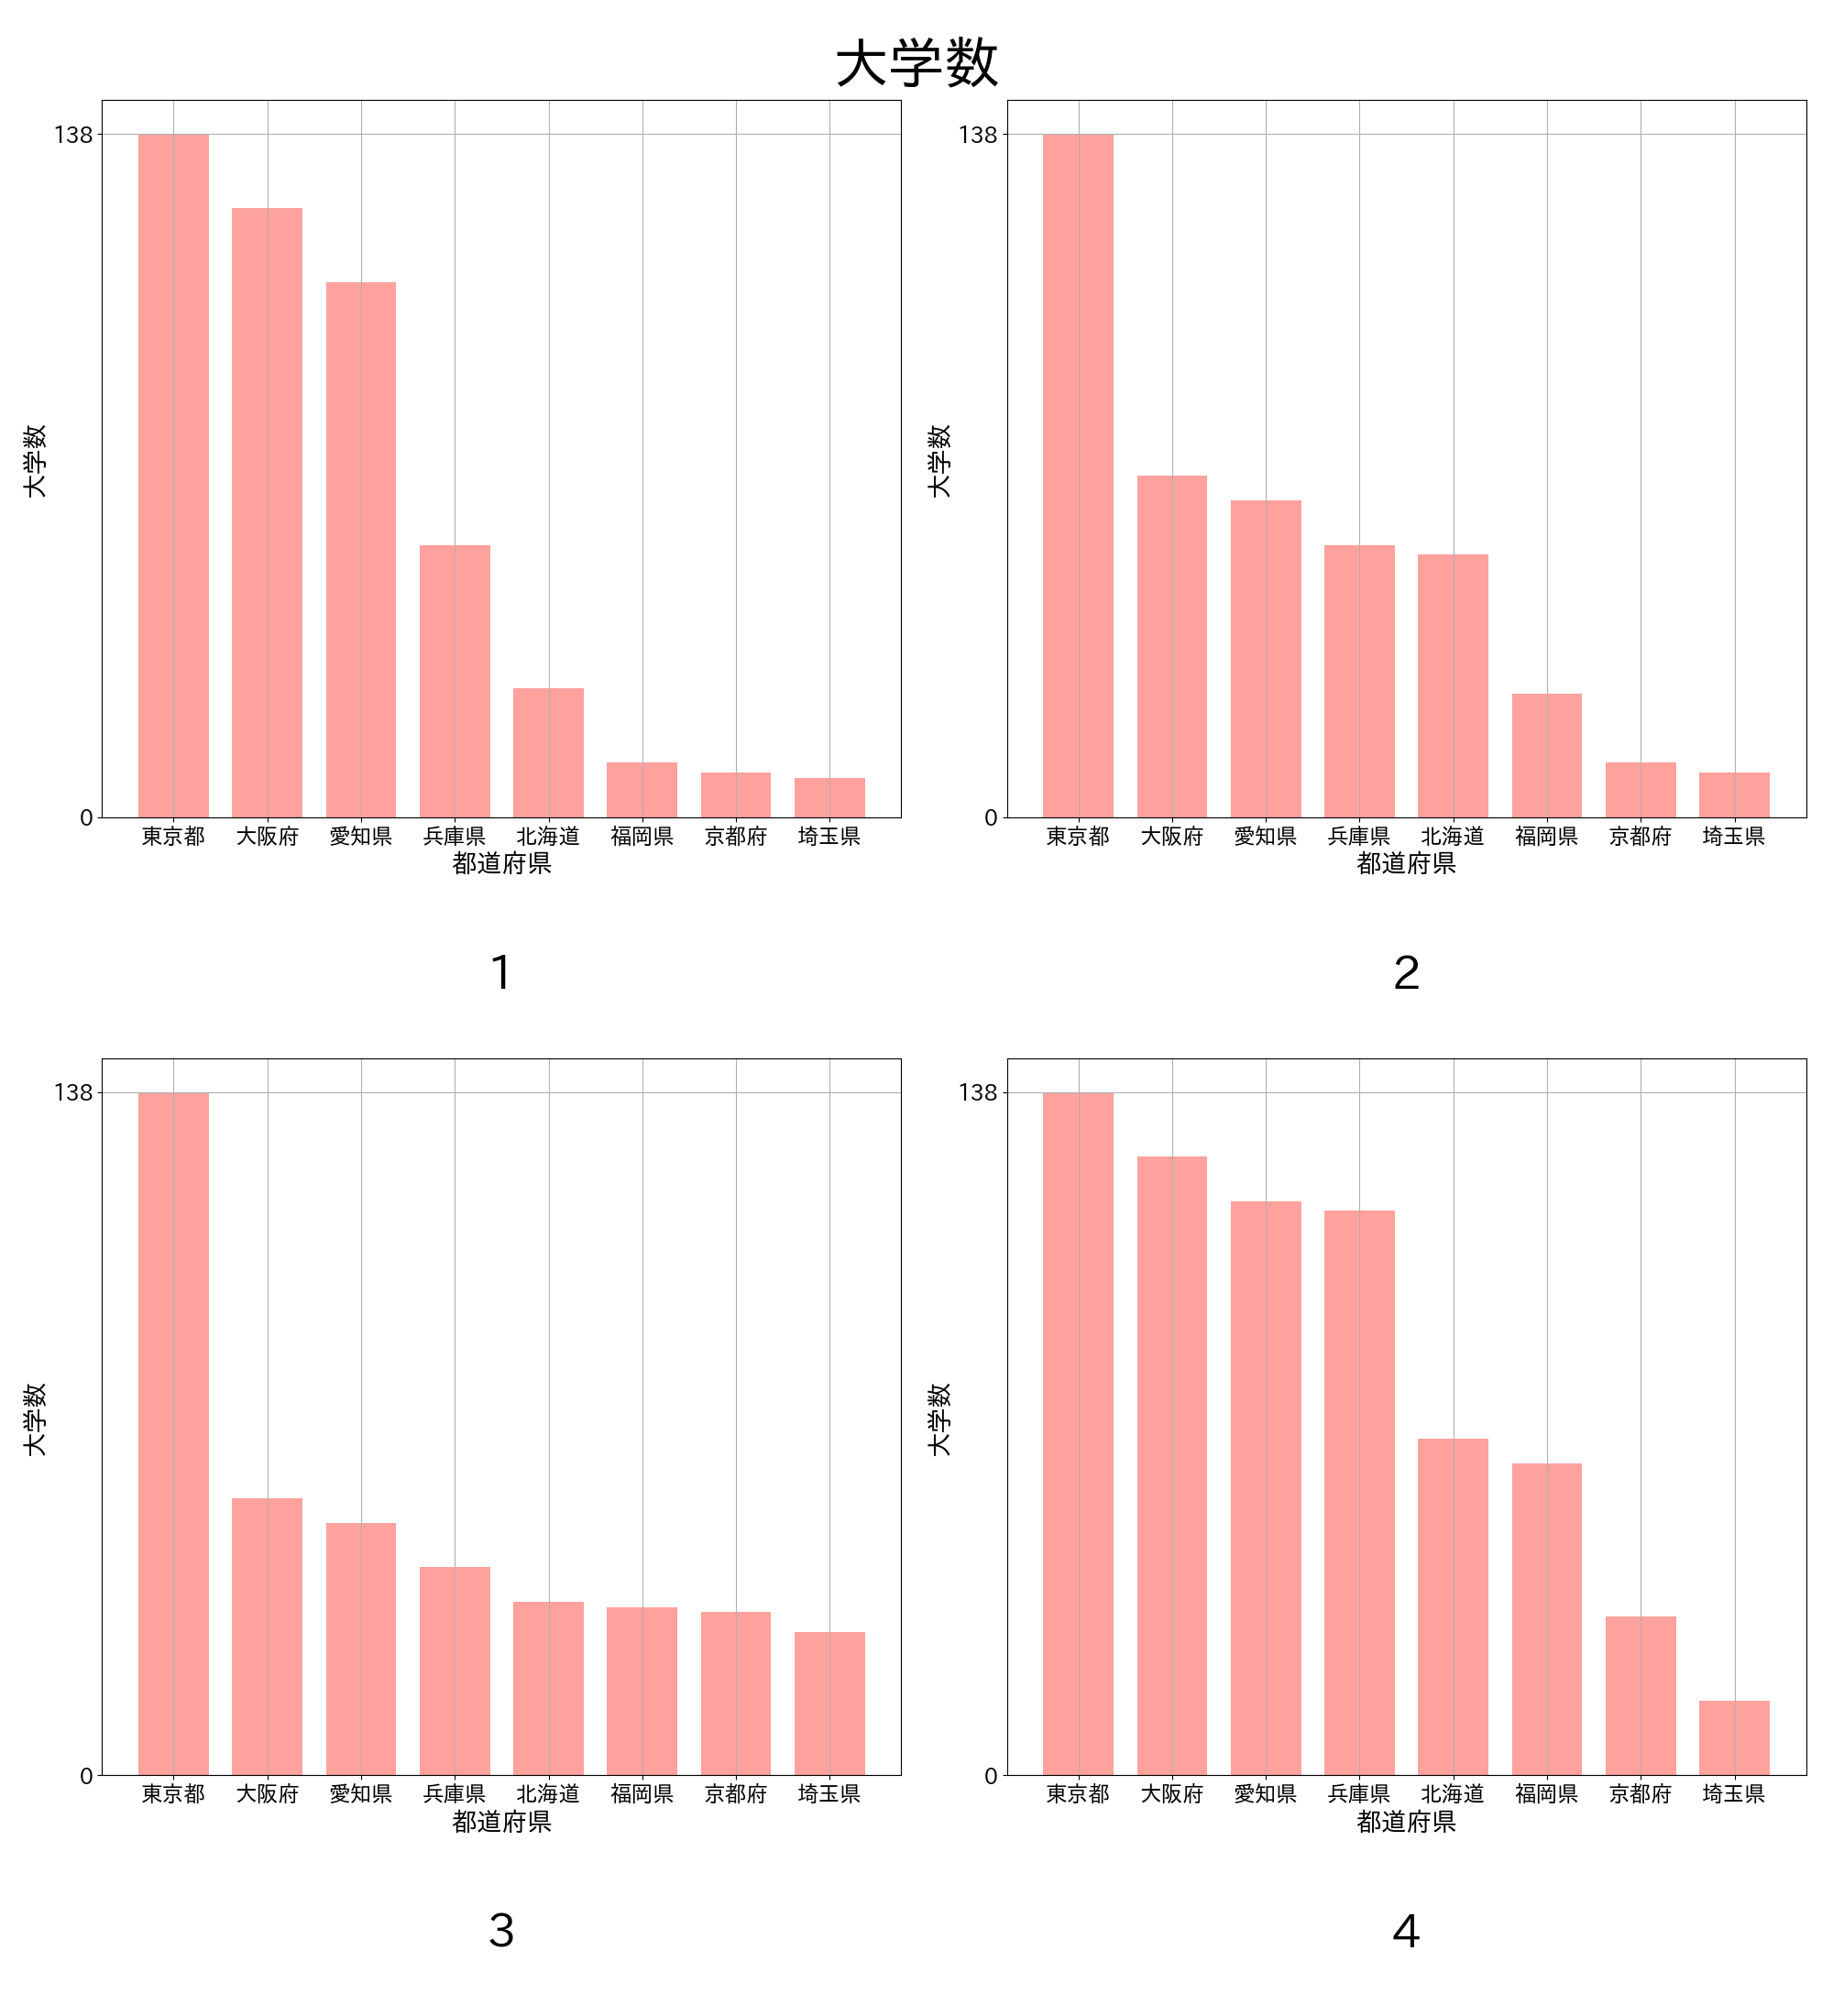 大学数
138
0
大学数
東京都 大阪府 愛知県 兵庫県 北海道 福岡県 京都府 埼玉県
都道府県
1
138
0
大学数
東京都 大阪府 愛知県 兵庫県 北海道 福岡県 京都府 埼玉県
都道府県
2
138
0
大学数
東京都 大阪府 愛知県 兵庫県 北海道 福岡県 京都府 埼玉県
都道府県
3
138
0
大学数
東京都 大阪府 愛知県 兵庫県 北海道 福岡県 京都府 埼玉県
都道府県
4